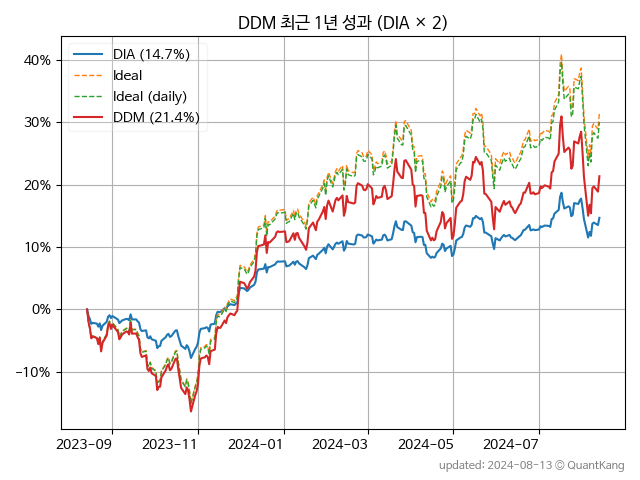 DDM 최근 1년 성과 (DIA × 2)
DIA (14.7%)
Ideal
Ideal (daily)
DDM (21.4%)
40%
30%
20%
10%
0%
−10%
2023-09
2023-11
2024-01
2024-03
2024-05
2024-07
updated: 2024-08-13 © QuantKang